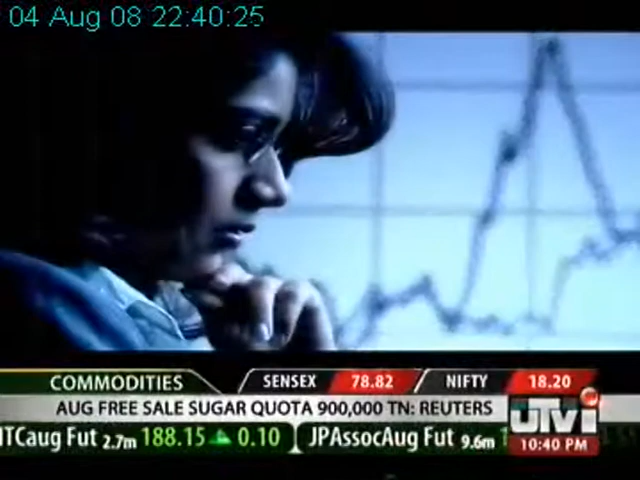 04 Aug 08 22:40:25
COMMODITIES SENSEX 78.82 NIFTY 18.20
AUG FREE SALE SUGAR QUOTA 900,000 TN: REUTERS
UTVi
ITCaug Fut 2.7m 188.15 0.10 JPAssocAug Fut 9.6m
10:40 PM